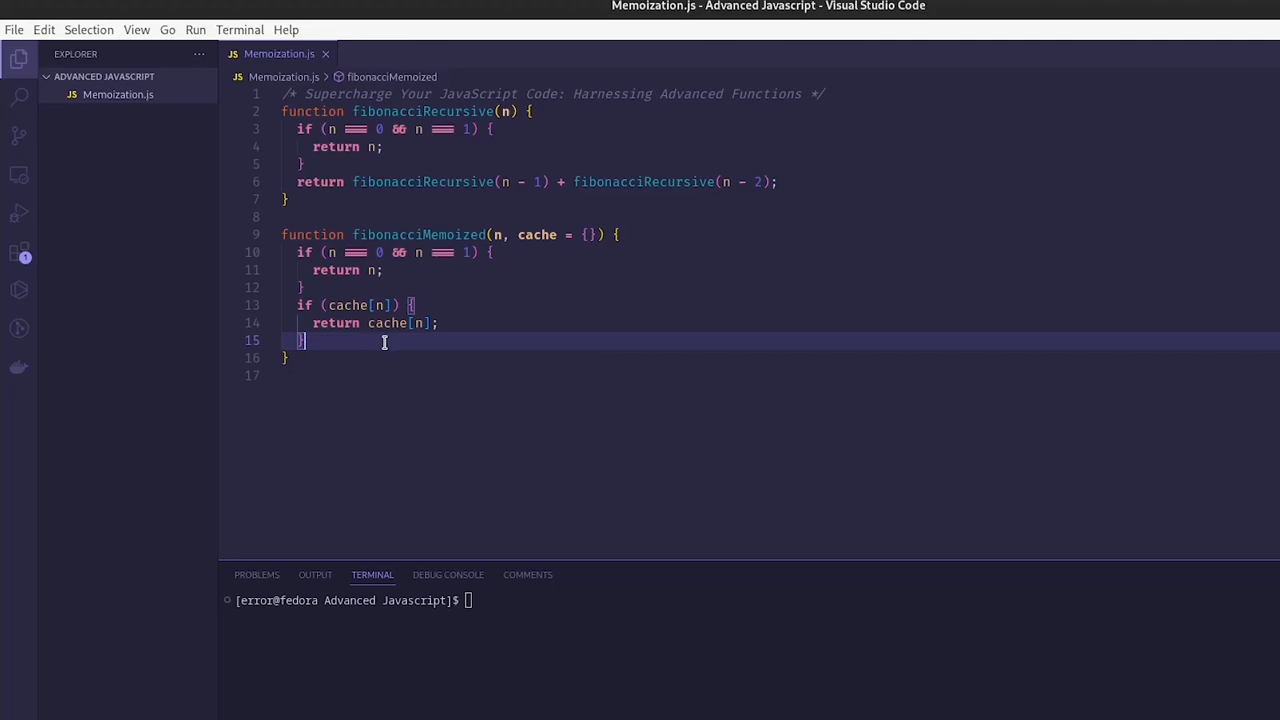 Memoization.js - Advanced Javascript - Visual Studio Code
File Edit Selection View Go Run Terminal Help
EXPLORER ...
JS Memoization.js ×
ADVANCED JAVASCRIPT
JS Memoization.js
JS Memoization.js > fibonacciMemoized
1 /* Supercharge Your JavaScript Code: Harnessing Advanced Functions */
2 function fibonacciRecursive(n) {
3 if (n === 0 && n === 1) {
4 return n;
5 }
6 return fibonacciRecursive(n - 1) + fibonacciRecursive(n - 2);
7 }
8
9 function fibonacciMemoized(n, cache = {}) {
10 if (n === 0 && n === 1) {
11 return n;
12 }
13 if (cache[n]) {
14 return cache[n];
15 }
16 }
17
1
PROBLEMS OUTPUT TERMINAL DEBUG CONSOLE COMMENTS
[error@fedora Advanced Javascript]$